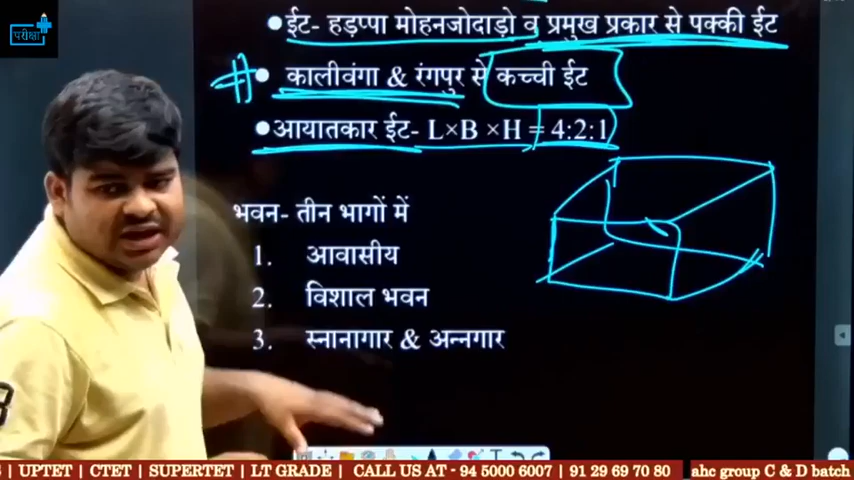 परीक्षा
• ईट- हड़प्पा मोहनजोदाड़ो व प्रमुख प्रकार से पक्की ईट
• कालीवंगा & रंगपुर से कच्ची ईट
• आयातकार ईट- L×B ×H = 4:2:1
भवन- तीन भागों में
1. आवासीय
2. विशाल भवन
3. स्नानागार & अन्नगार
| UPTET | CTET | SUPERTET | LT GRADE | CALL US AT - 94 5000 6007 | 91 29 69 70 80 ahc group C & D batch